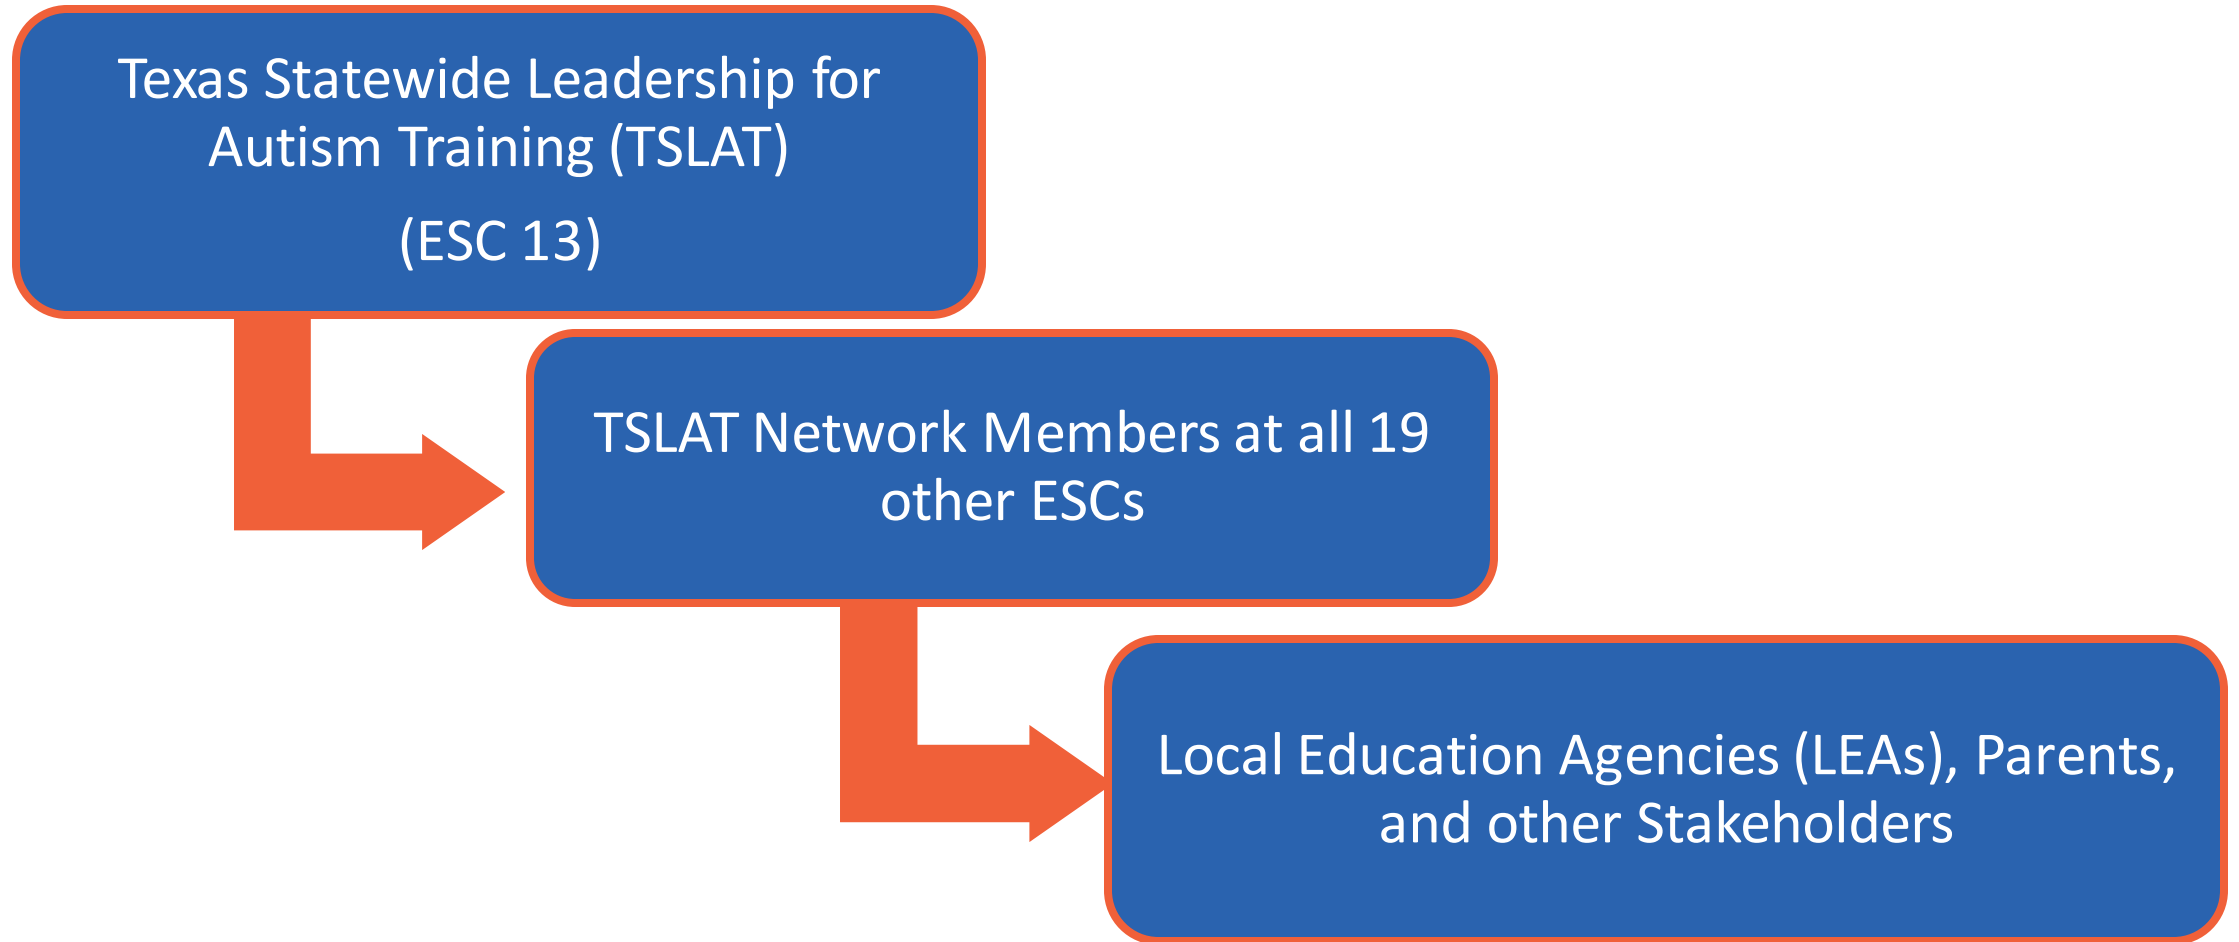 Texas Statewide Leadership for
Autism Training (TSLAT)
(ESC 13)
TSLAT Network Members at all 19
other ESCs
Local Education Agencies (LEAs), Parents,
and other Stakeholders